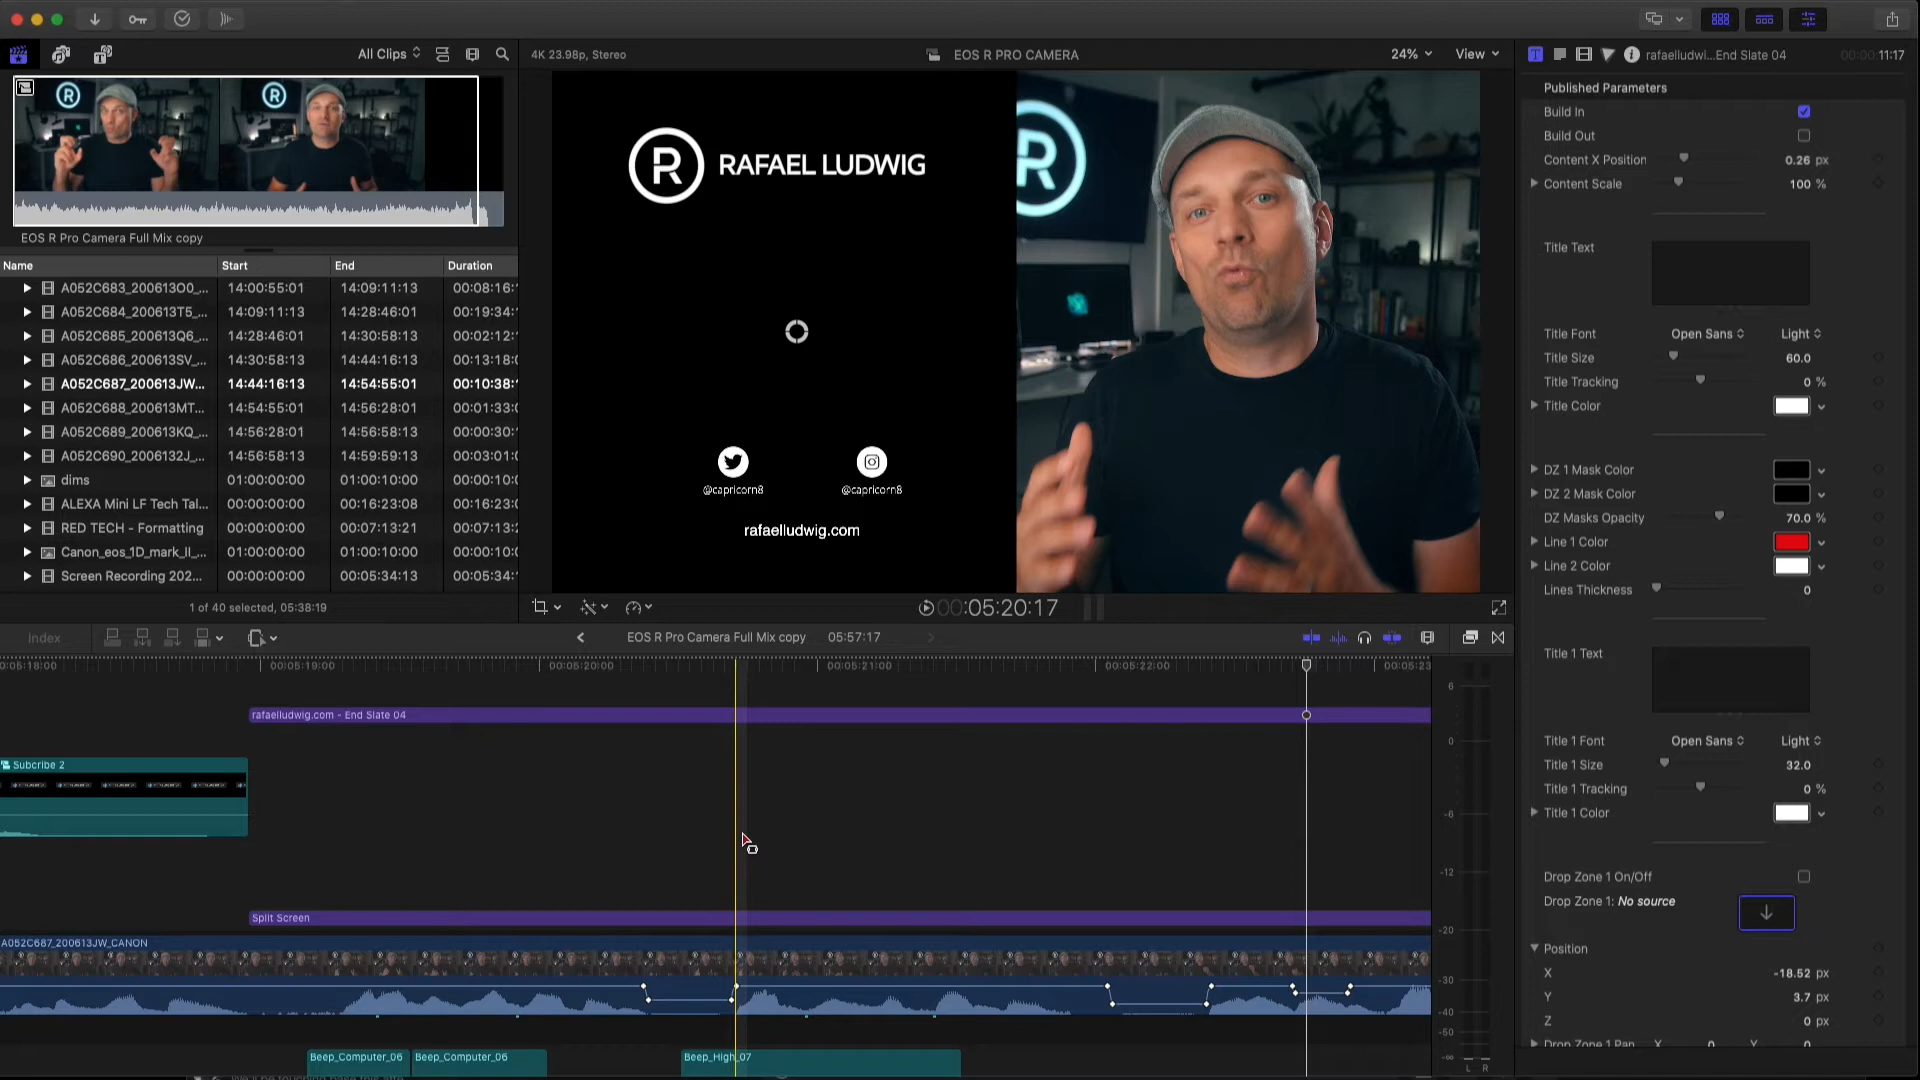 All Clips
4K 23.98p, Stereo
EOS R PRO CAMERA
24%
View
rafaelludwi...End Slate 04
00:00:11:17
EOS R Pro Camera Full Mix copy
Name Start End Duration
A052C683_200613O0_... 14:00:55:01 14:09:11:13 00:08:16:
A052C684_200613T5_... 14:09:11:13 14:28:46:01 00:19:34:
A052C685_200613Q6_... 14:28:46:01 14:30:58:13 00:02:12:
A052C686_200613SV_... 14:30:58:13 14:44:16:13 00:13:18:0
A052C687_200613JW... 14:44:16:13 14:54:55:01 00:10:38:
A052C688_200613MT... 14:54:55:01 14:56:28:01 00:01:33:0
A052C689_200613KQ_... 14:56:28:01 14:56:58:13 00:00:30:
A052C690_2006132J_... 14:56:58:13 14:59:59:13 00:03:01:0
dims 01:00:00:00 01:00:10:00 00:00:10:
ALEXA Mini LF Tech Tal... 00:00:00:00 00:16:23:08 00:16:23:
RED TECH - Formatting 00:00:00:00 00:07:13:21 00:07:13:
Canon_eos_1D_mark_II_... 01:00:00:00 01:00:10:00 00:00:10:
Screen Recording 202... 00:00:00:00 00:05:34:13 00:05:34:
1 of 40 selected, 05:38:19
R RAFAEL LUDWIG
@capricorn8 @capricorn8
rafaelludwig.com
00:05:20:17
Published Parameters
Build In
Build Out
Content X Position 0.26 px
Content Scale 100 %
Title Text
Title Font Open Sans Light
Title Size 60.0
Title Tracking 0 %
Title Color
DZ 1 Mask Color
DZ 2 Mask Color
DZ Masks Opacity 70.0 %
Line 1 Color
Line 2 Color
Lines Thickness 0
Title 1 Text
Title 1 Font Open Sans Light
Title 1 Size 32.0
Title 1 Tracking 0 %
Title 1 Color
Drop Zone 1 On/Off
Drop Zone 1: No source
Position
X -18.52 px
Y 3.7 px
Z 0 px
Drop Zone 1 Pan X 0 Y 0
Index
EOS R Pro Camera Full Mix copy 05:57:17
0:05:18:00 00:05:19:00 00:05:20:00 00:05:21:00 00:05:22:00 00:05:23
rafaelludwig.com - End Slate 04
Subcribe 2
Split Screen
A052C687_200613JW_CANON
Beep_Computer_06 Beep_Computer_06 Beep_High_07
6
0
-6
-12
-20
-30
-40
-50
-∞
L R